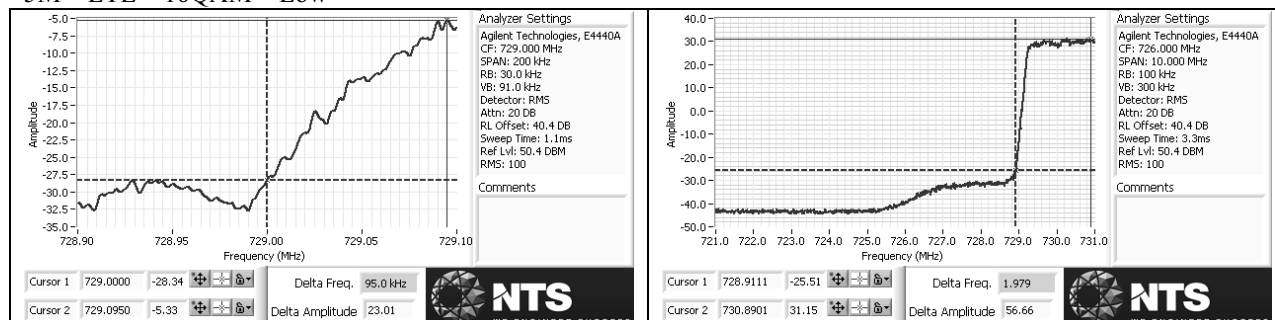 Amplitude
-5.0
-7.5
-10.0
-12.5
-15.0
-17.5
-20.0
-22.5
-25.0
-27.5
-30.0
-32.5
-35.0
728.90
728.95
729.00
729.05
729.10
Frequency (MHz)
Analyzer Settings
Agilent Technologies, E4440A
CF: 729.000 MHz
SPAN: 200 kHz
RB: 30.0 kHz
VB: 91.0 kHz
Detector: RMS
Attn: 20 DB
RL Offset: 40.4 DB
Sweep Time: 1.1ms
Ref Lvl: 50.4 DBM
RMS: 100
Comments
Cursor 1 729.0000 -28.34
Cursor 2 729.0950 -5.33
Delta Freq. 95.0 kHz
Delta Amplitude 23.01
NTS
Amplitude
40.0
30.0
20.0
10.0
0.0
-10.0
-20.0
-30.0
-40.0
-50.0
721.0 722.0 723.0 724.0 725.0 726.0 727.0 728.0 729.0 730.0 731.0
Frequency (MHz)
Analyzer Settings
Agilent Technologies, E4440A
CF: 726.000 MHz
SPAN: 10.000 MHz
RB: 100 kHz
VB: 300 kHz
Detector: RMS
Attn: 20 DB
RL Offset: 40.4 DB
Sweep Time: 3.3ms
Ref Lvl: 50.4 DBM
RMS: 100
Comments
Cursor 1 728.9111 -25.51
Cursor 2 730.8901 31.15
Delta Freq. 1.979
Delta Amplitude 56.66
NTS